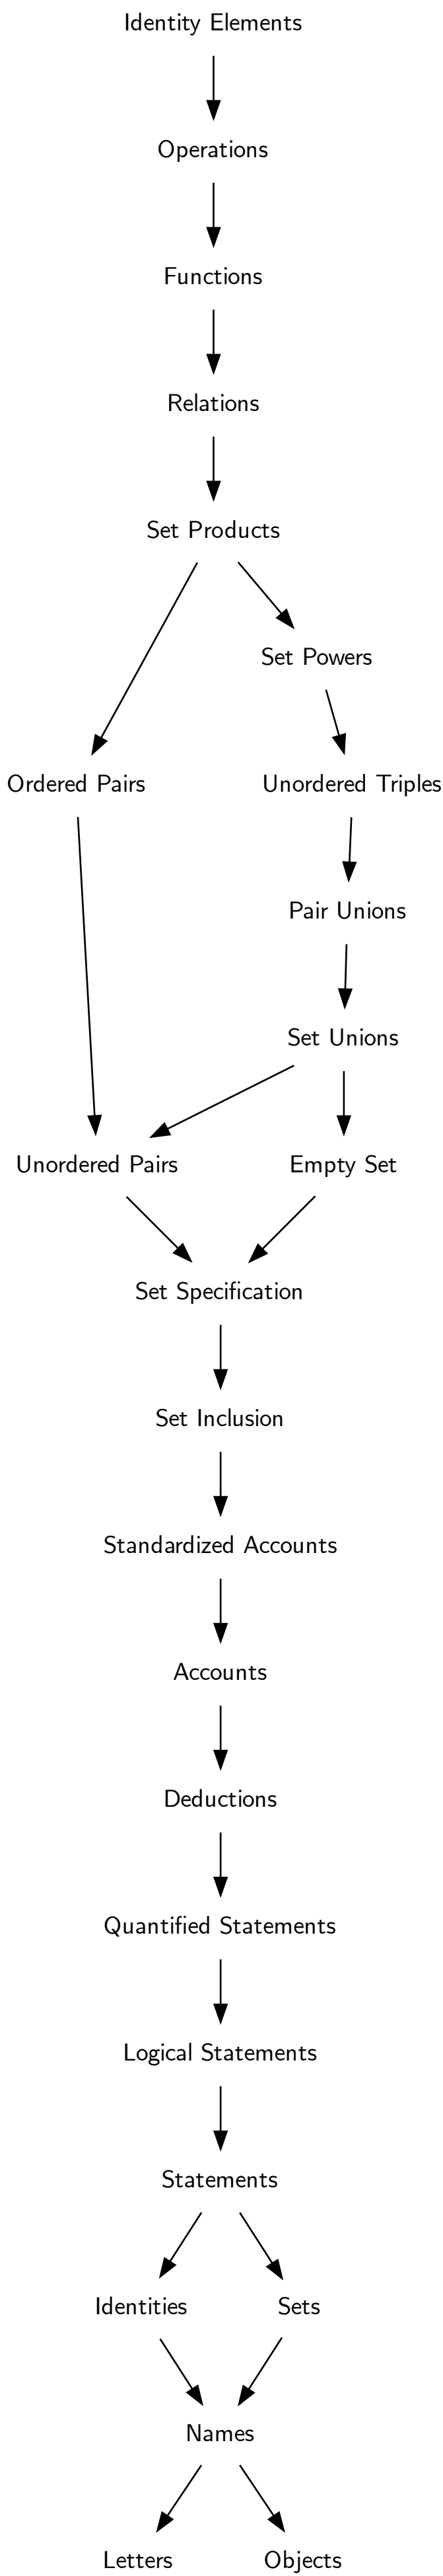 Identity Elements
Operations
Functions
Relations
Set Products
Set Powers
Ordered Pairs
Unordered Triples
Pair Unions
Set Unions
Unordered Pairs
Empty Set
Set Specification
Set Inclusion
Standardized Accounts
Accounts
Deductions
Quantified Statements
Logical Statements
Statements
Identities
Sets
Names
Letters
Objects